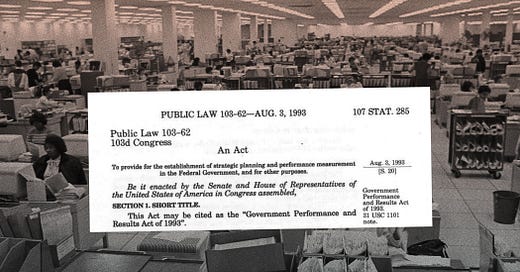 PUBLIC LAW 103-62—AUG. 3, 1993
107 STAT. 285
Public Law 103-62
103d Congress
An Act
To provide for the establishment of strategic planning and performance measurement
in the Federal Government, and for other purposes.
Aug. 3, 1993
[S. 20]
Be it enacted by the Senate and House of Representatives of
the United States of America in Congress assembled,
SECTION 1. SHORT TITLE.
This Act may be cited as the "Government Performance and
Results Act of 1993".
Government
Performance
and
Results Act
of 1993.
31 USC 1101
note.